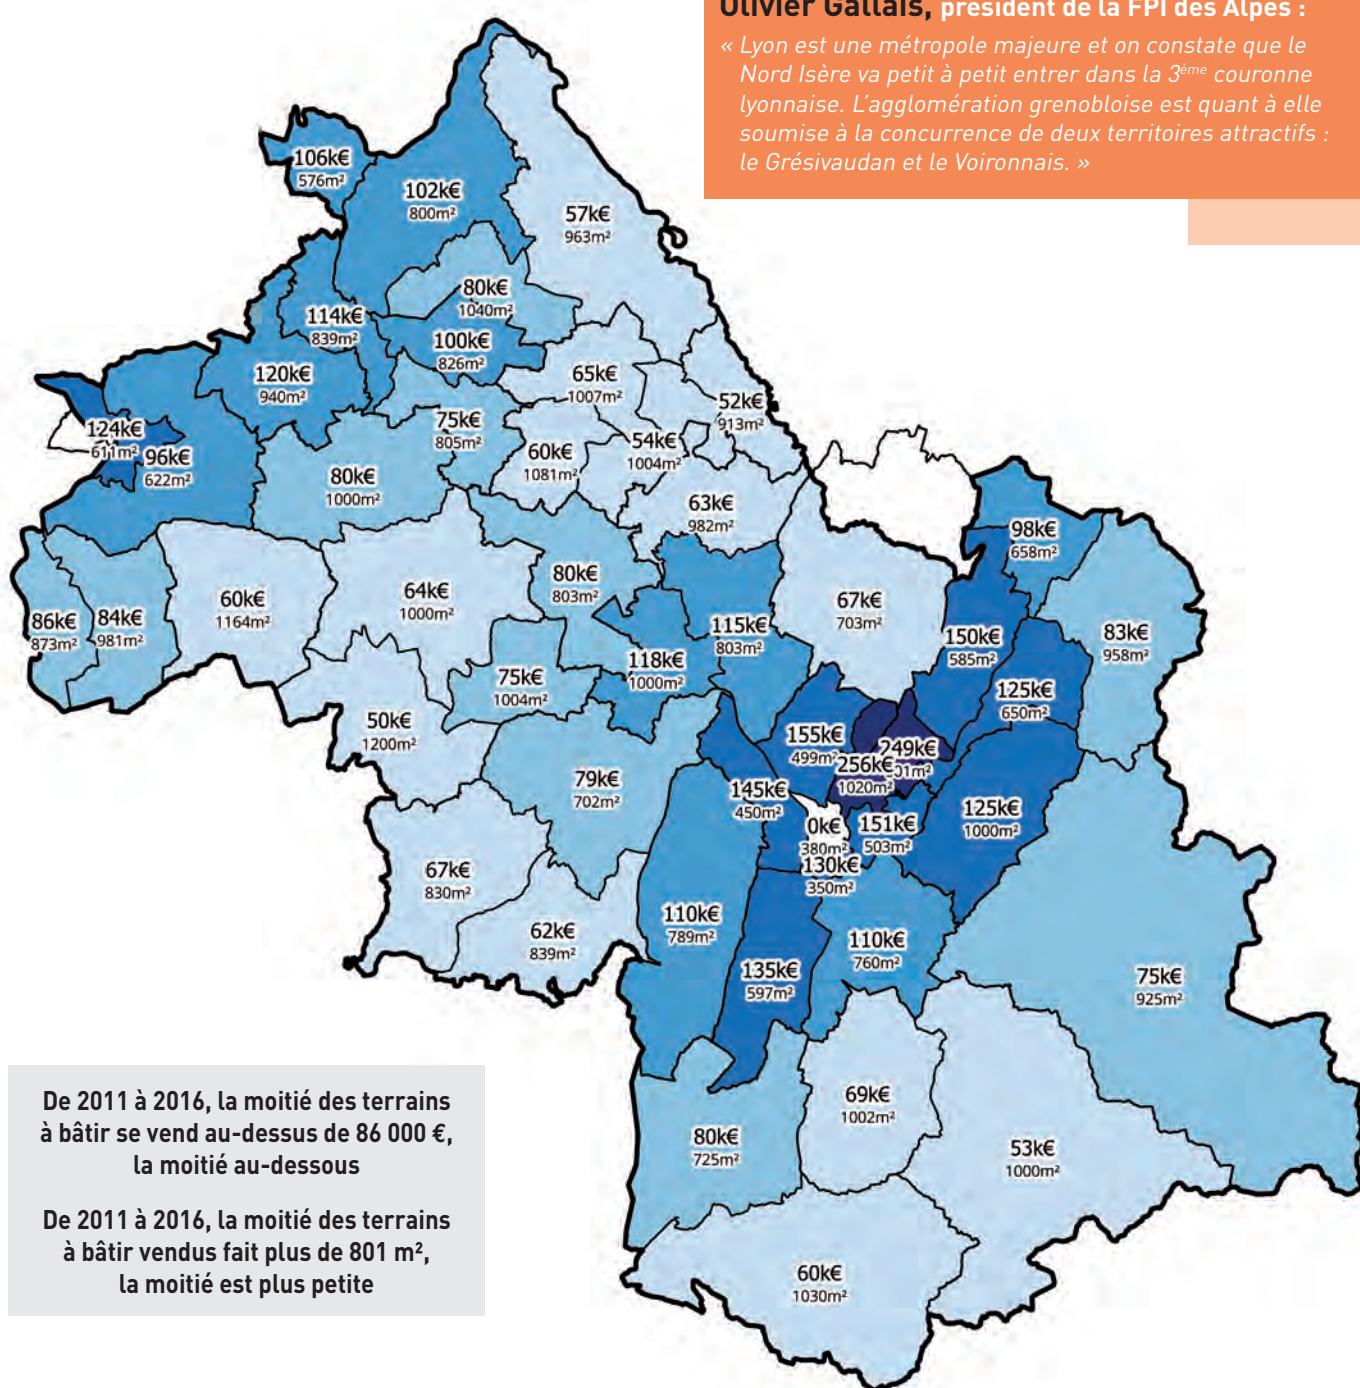 Olivier Gallais, président de la FPI des Alpes :
« Lyon est une métropole majeure et on constate que le
Nord Isère va petit à petit entrer dans la 3ème couronne
lyonnaise. L'agglomération grenobloise est quant à elle
soumise à la concurrence de deux territoires attractifs :
le Grésivaudan et le Voironnais. »
106k€
576m²
102k€
800m²
57k€
963m²
80k€
1040m²
114k€
839m²
100k€
826m²
120k€
940m²
65k€
1007m²
52k€
913m²
124k€
611m²
96k€
622m²
75k€
805m²
60k€
1081m²
54k€
1004m²
80k€
1000m²
63k€
982m²
98k€
658m²
86k€
873m²
84k€
981m²
60k€
1164m²
64k€
1000m²
80k€
803m²
67k€
703m²
115k€
803m²
150k€
585m²
83k€
958m²
118k€
1000m²
75k€
1004m²
125k€
650m²
50k€
1200m²
155k€
499m²
249k€
256k€
1020m²
79k€
702m²
145k€
450m²
0k€
380m²
151k€
503m²
125k€
1000m²
130k€
350m²
67k€
830m²
62k€
839m²
110k€
789m²
110k€
760m²
135k€
597m²
75k€
925m²
69k€
1002m²
80k€
725m²
53k€
1000m²
60k€
1030m²
De 2011 à 2016, la moitié des terrains
à bâtir se vend au-dessus de 86 000 €,
la moitié au-dessous
De 2011 à 2016, la moitié des terrains
à bâtir vendus fait plus de 801 m²,
la moitié est plus petite